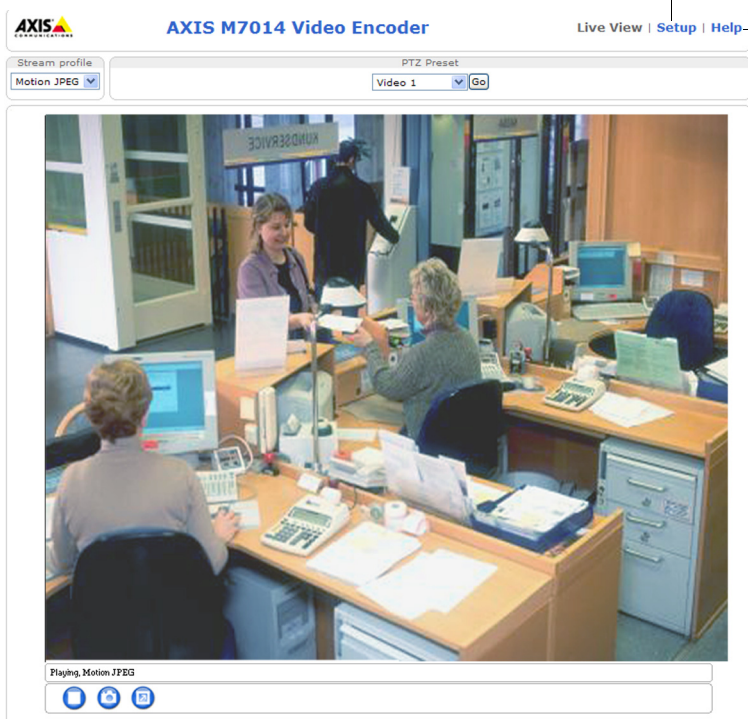 AXIS
COMMUNICATIONS
AXIS M7014 Video Encoder
Live View | Setup | Help
Stream profile
Motion JPEG
PTZ Preset
Video 1
Go
KUNDSERVICE
Playing, Motion JPEG